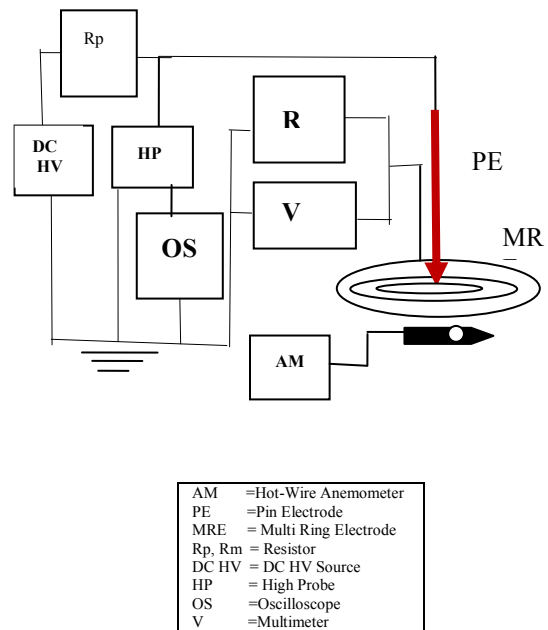 Rp
DC
HV
HP
R
V
OS
PE
MR
AM
AM =Hot-Wire Anemometer
PE =Pin Electrode
MRE = Multi Ring Electrode
Rp, Rm = Resistor
DC HV = DC HV Source
HP = High Probe
OS =Oscilloscope
V =Multimeter